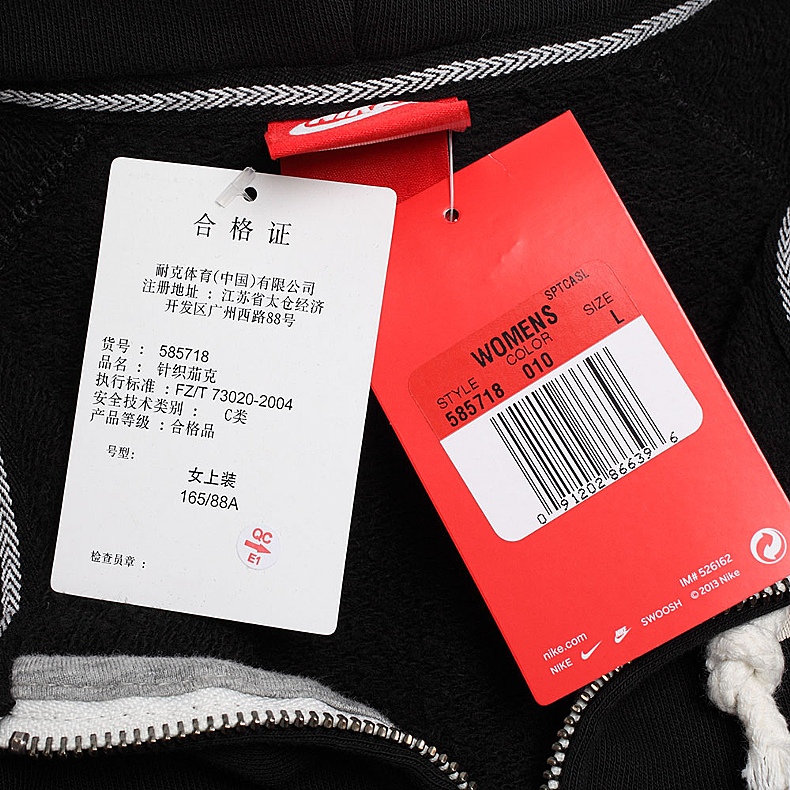 合格证
耐克体育(中国)有限公司
注册地址：江苏省太仓经济
开发区广州西路88号
货号： 585718
品名： 针织茄克
执行标准：FZ/T 73020-2004
安全技术类别： C类
产品等级：合格品
号型：
女上装
165/88A
QC
E1
检查员章：
SPTCASL
WOMENS
SIZE
L
STYLE
COLOR
585718
010
0 91202 86639 6
IM# 526162
©2013 Nike
nike.com
NIKE
SWOOSH